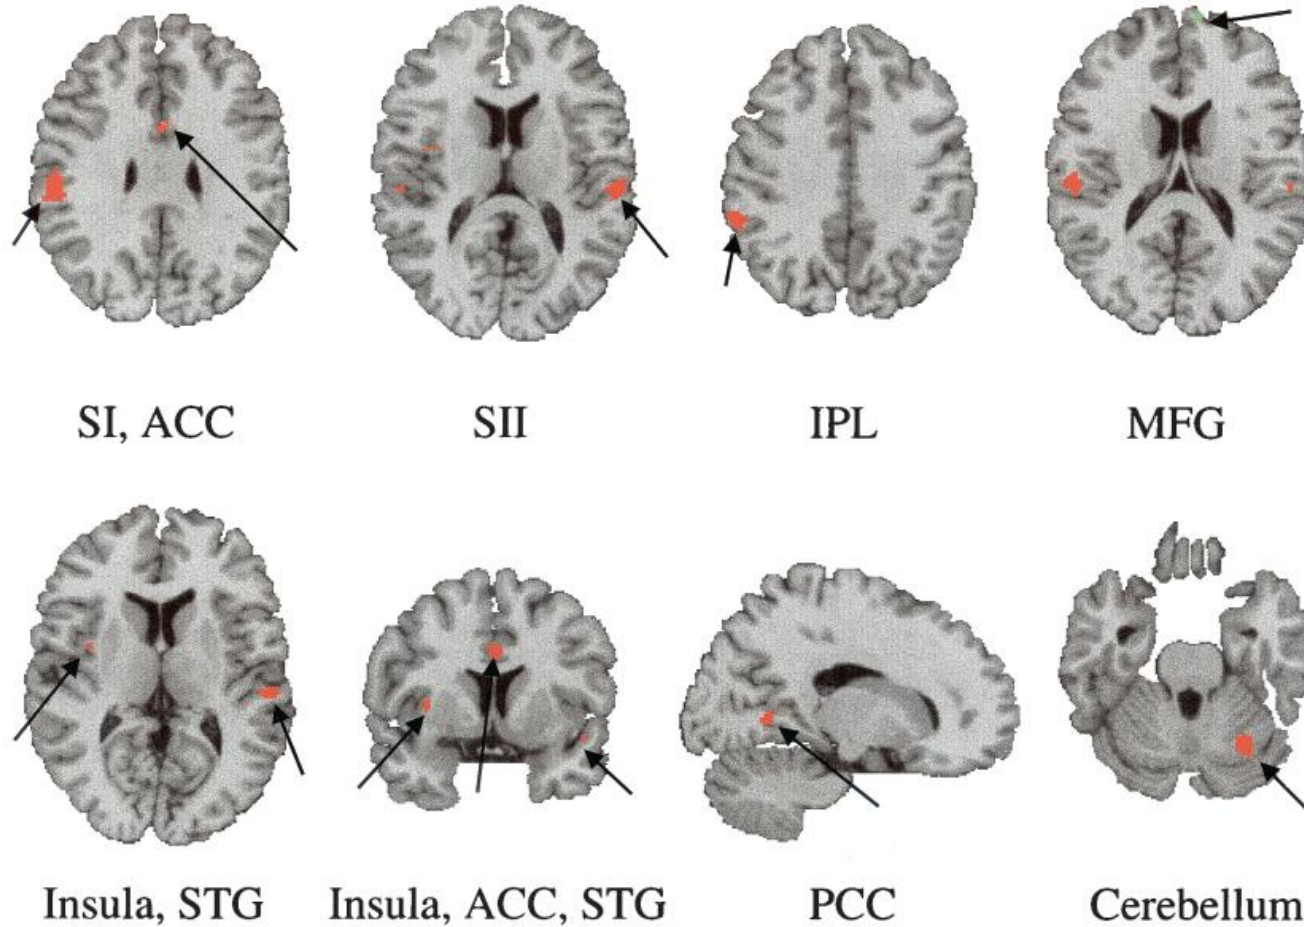 SI, ACC
SII
IPL
MFG
Insula, STG
Insula, ACC, STG
PCC
Cerebellum